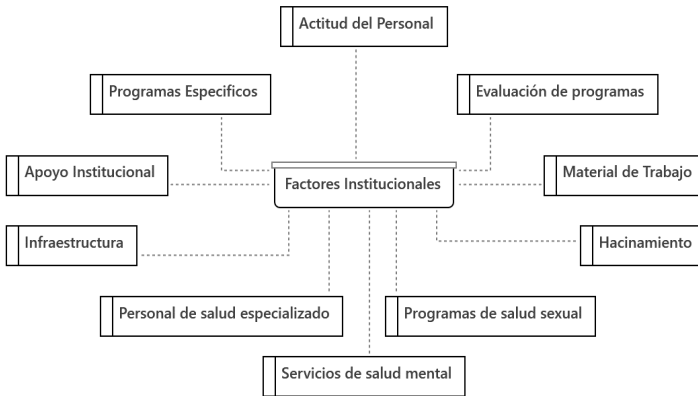 Actitud del Personal
Programas Especificos
Evaluación de programas
Apoyo Institucional
Factores Institucionales
Material de Trabajo
Infraestructura
Hacinamiento
Personal de salud especializado
Programas de salud sexual
Servicios de salud mental